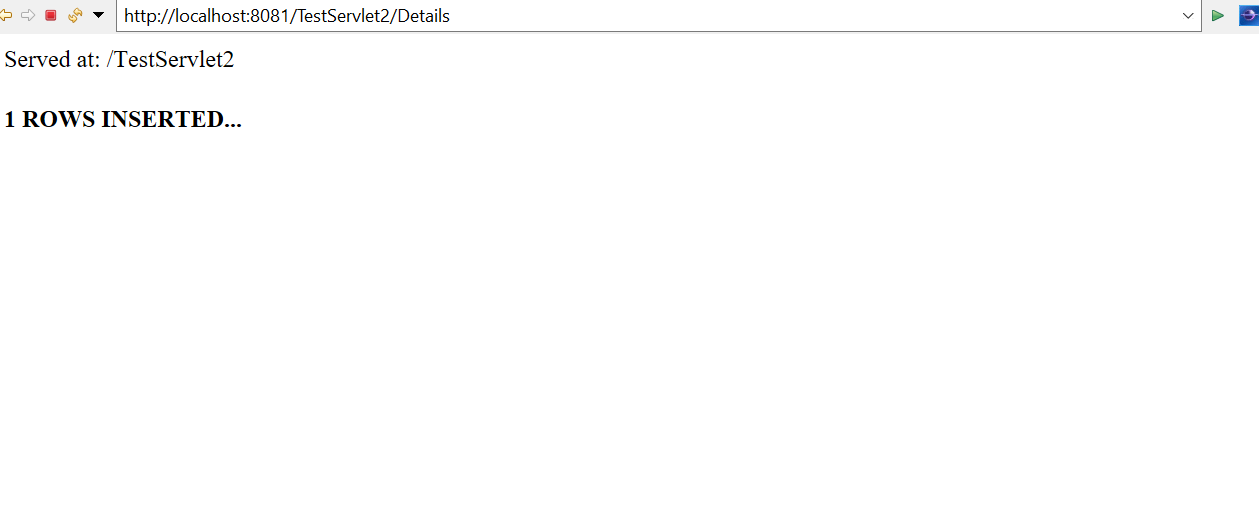 http://localhost:8081/TestServlet2/Details
Served at: /TestServlet2
1 ROWS INSERTED...